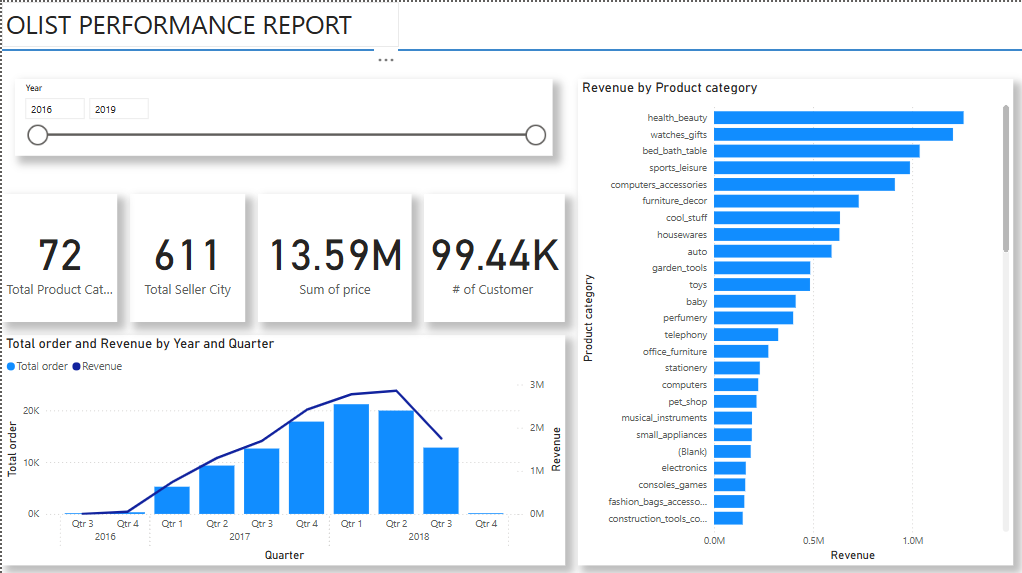 OLIST PERFORMANCE REPORT
Year
2016 2019
72
Total Product Cat...
611
Total Seller City
13.59M
Sum of price
99.44K
# of Customer
Total order and Revenue by Year and Quarter
Total order Revenue
Total order
20K
10K
0K
3M
2M
1M
0M
Revenue
Qtr 3 Qtr 4 Qtr 1 Qtr 2 Qtr 3 Qtr 4 Qtr 1 Qtr 2 Qtr 3 Qtr 4
2016 2017 2018
Quarter
Revenue by Product category
Product category
health_beauty
watches_gifts
bed_bath_table
sports_leisure
computers_accessories
furniture_decor
cool_stuff
housewares
auto
garden_tools
toys
baby
perfumery
telephony
office_furniture
stationery
computers
pet_shop
musical_instruments
small_appliances
(Blank)
electronics
consoles_games
fashion_bags_accesso...
construction_tools_co...
0.0M 0.5M 1.0M
Revenue